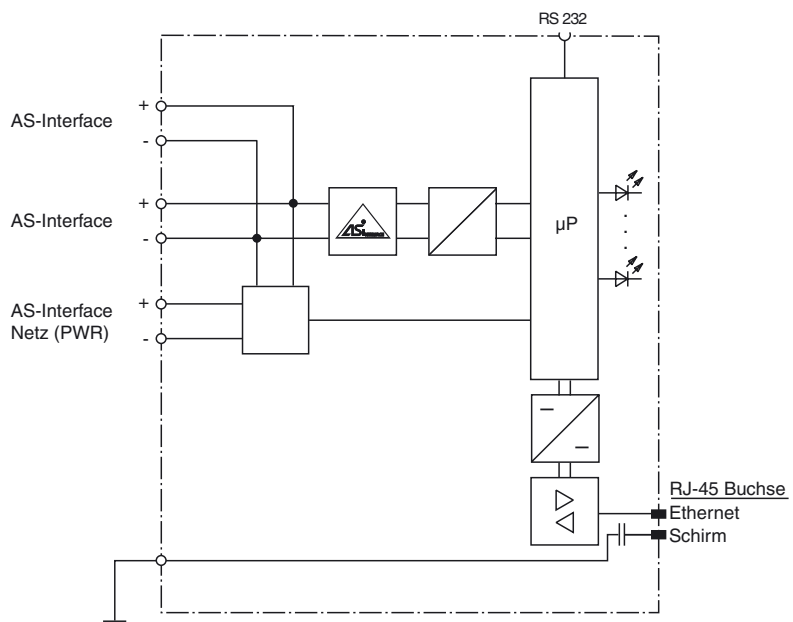 RS 232
+
AS-Interface
-
+
AS-Interface
-
µP
+
AS-Interface
Netz (PWR)
-
RJ-45 Buchse
Ethernet
Schirm